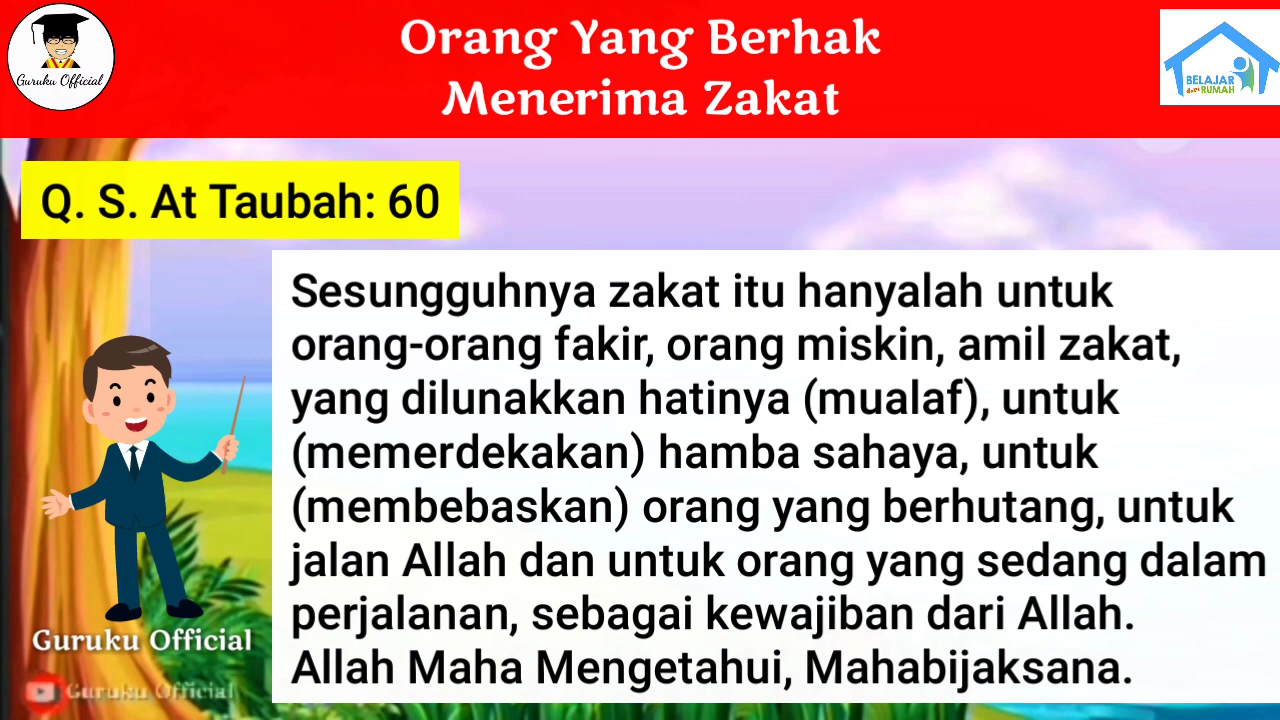 Guruku Official
Orang Yang Berhak
Menerima Zakat
BELAJAR
dari RUMAH
Q. S. At Taubah: 60
Sesungguhnya zakat itu hanyalah untuk
orang-orang fakir, orang miskin, amil zakat,
yang dilunakkan hatinya (mualaf), untuk
(memerdekakan) hamba sahaya, untuk
(membebaskan) orang yang berhutang, untuk
jalan Allah dan untuk orang yang sedang dalam
perjalanan, sebagai kewajiban dari Allah.
Allah Maha Mengetahui, Mahabijaksana.
Guruku Official
Guruku Official